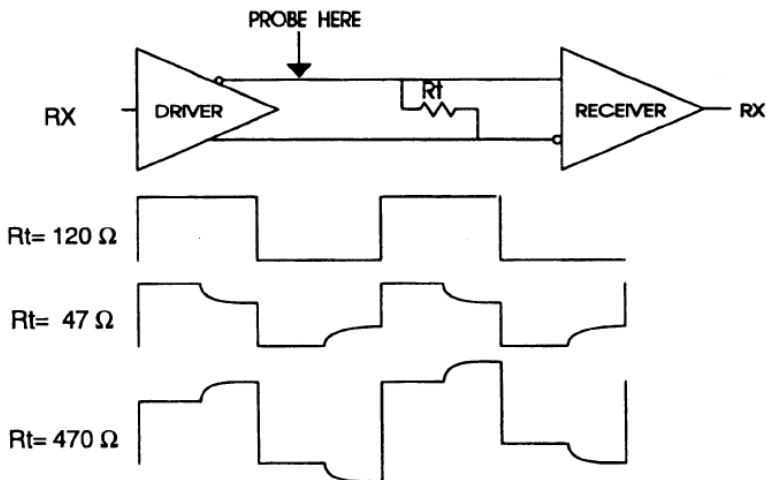 PROBE HERE
Rt
RX DRIVER RECEIVER RX
Rt= 120 Ω
Rt= 47 Ω
Rt= 470 Ω